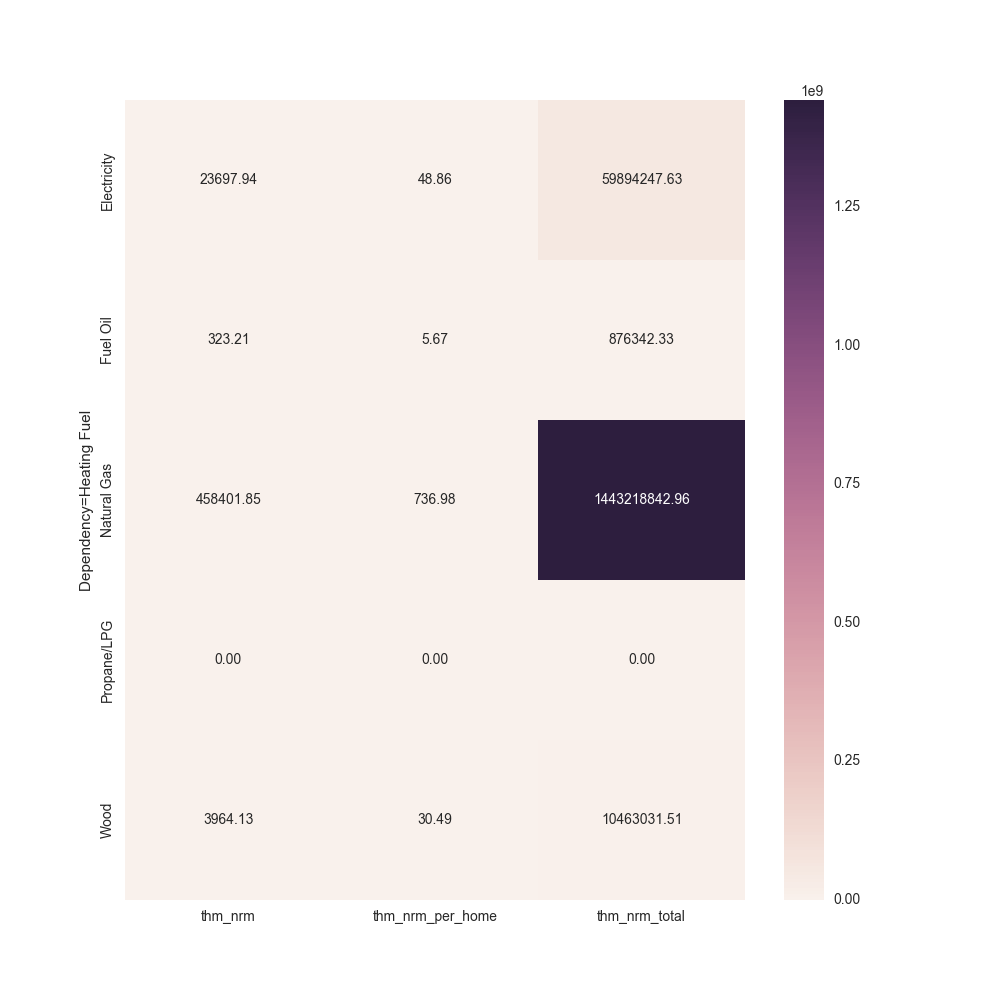 1e9
Electricity
23697.94
48.86
59894247.63
1.25
Fuel Oil
323.21
5.67
876342.33
1.00
Dependency=Heating Fuel
Natural Gas
458401.85
736.98
1443218842.96
0.75
0.50
Propane/LPG
0.00
0.00
0.00
0.25
Wood
3964.13
30.49
10463031.51
0.00
thm_nrm
thm_nrm_per_home
thm_nrm_total